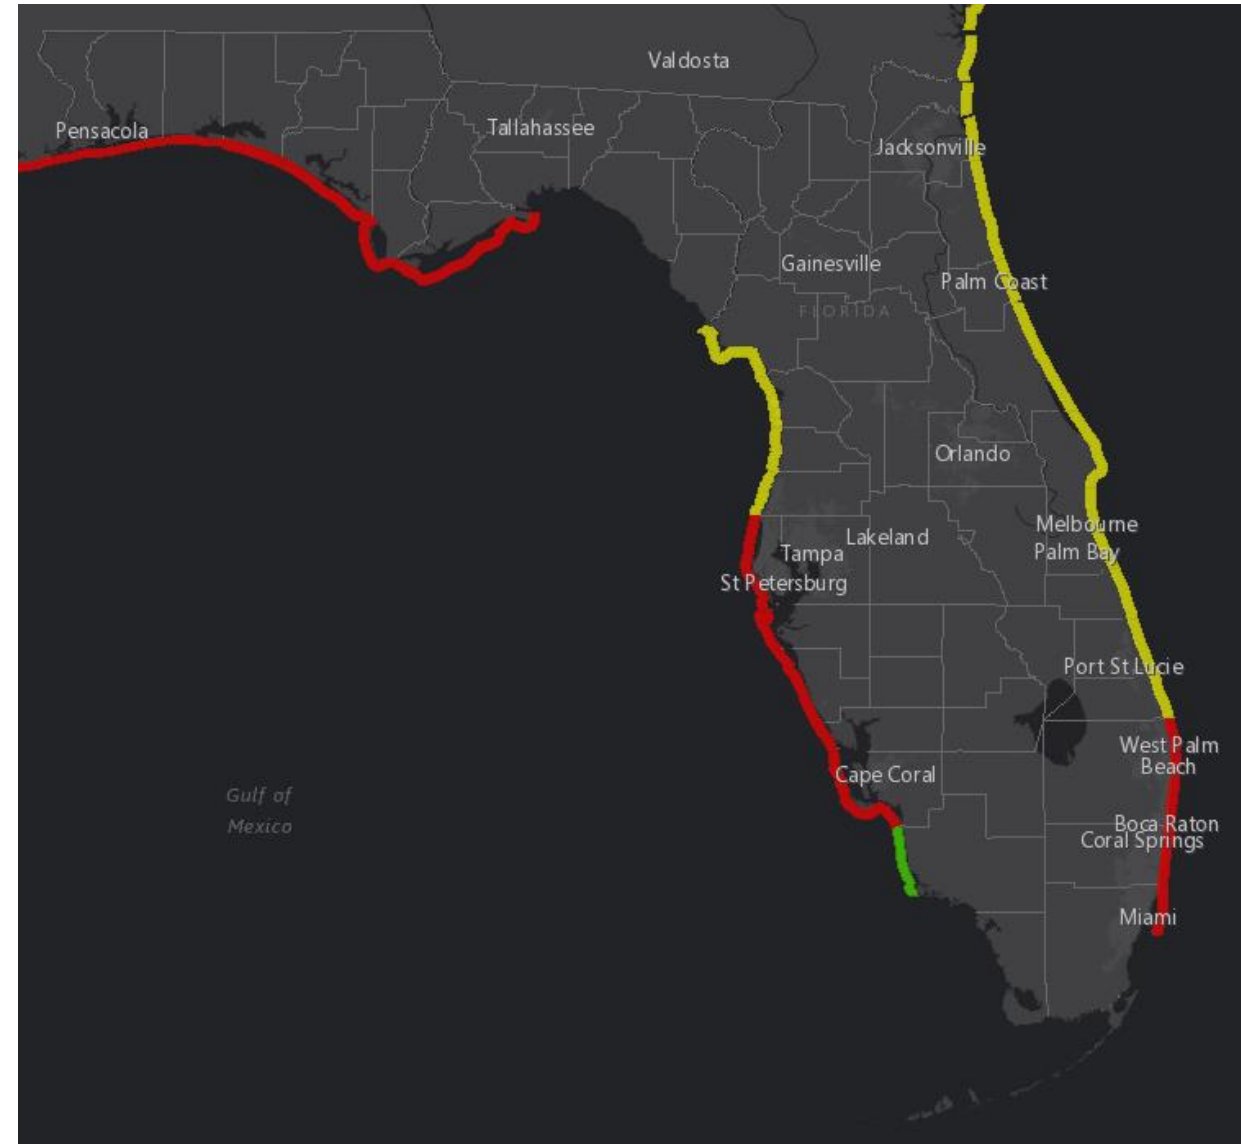 Valdosta
Pensacola
Tallahassee
Jacksonville
Gainesville
Palm Coast
FLORIDA
Orlando
Melbourne
Palm Bay
Lakeland
Tampa
St Petersburg
Port St Lucie
West Palm
Beach
Cape Coral
Gulf of
Mexico
Boca Raton
Coral Springs
Miami